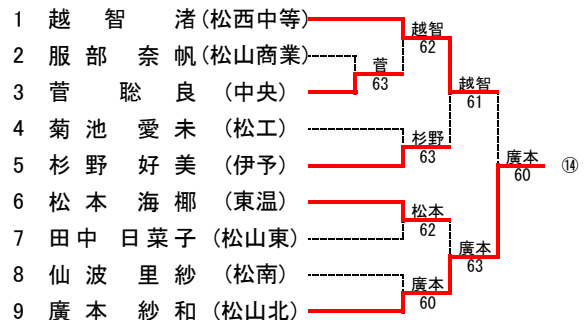 1 越智 渚 (松西中等)
2 服部 奈帆 (松山商業)
3 菅 聡良 (中央)
4 菊池 愛未 (松工)
5 杉野 好美 (伊予)
6 松本 海椰 (東温)
7 田中 日菜子 (松山東)
8 仙波 里紗 (松南)
9 廣本 紗和 (松山北)
越智
62
菅
63
越智
61
杉野
63
廣本
60
⑭
松本
62
廣本
63
廣本
60